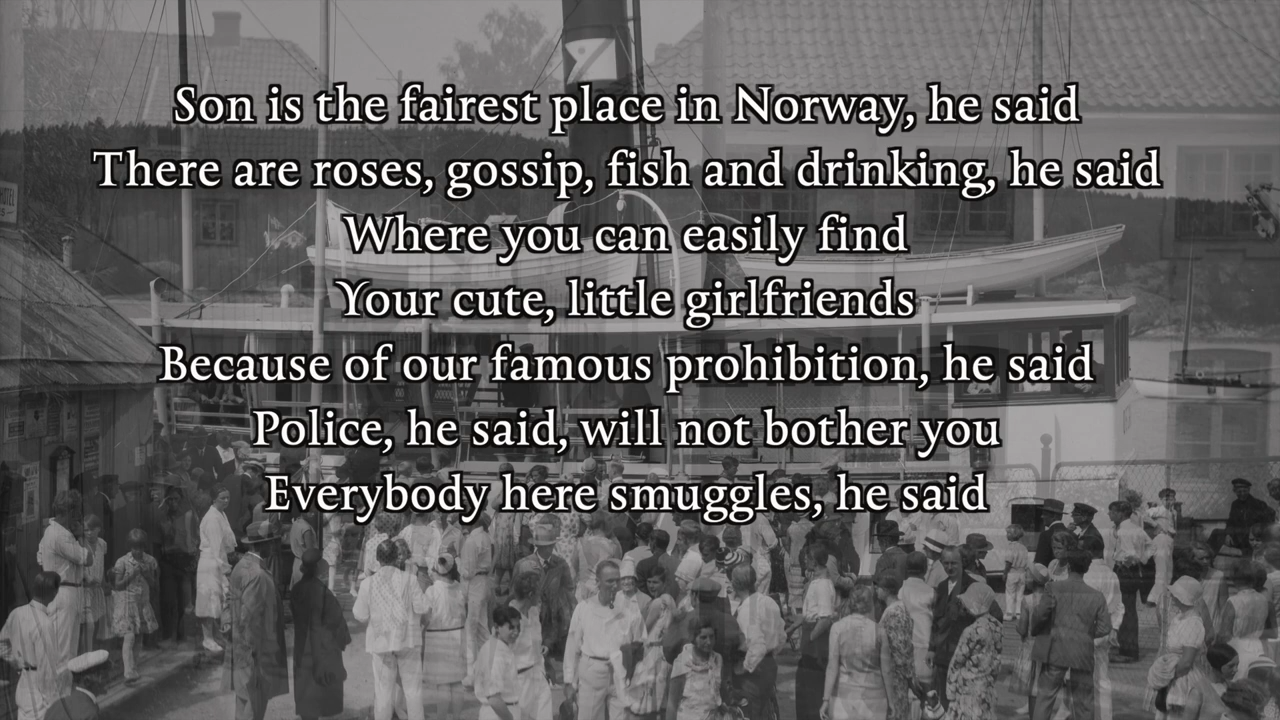 Son is the fairest place in Norway, he said
There are roses, gossip, fish and drinking, he said
Where you can easily find
Your cute, little girlfriends
Because of our famous prohibition, he said
Police, he said, will not bother you
Everybody here smuggles, he said